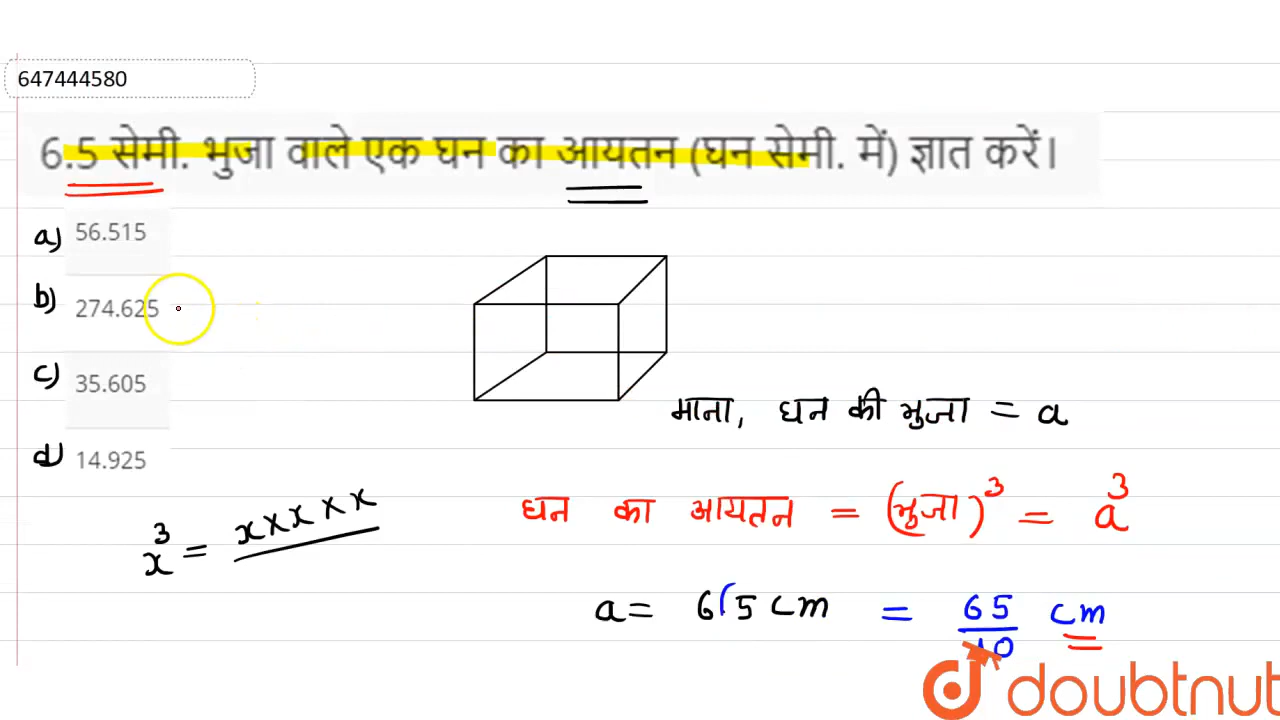 647444580
6.5 सेमी. भुजा वाले एक घन का आयतन (घन सेमी. में) ज्ञात करें।
a) 56.515
b) 274.625
c) 35.605
d) 14.925
माना, घन की भुजा = a
घन का आयतन = (भुजा)³ = a³
x³ = x×x××x
a = 6.5 cm = 65/10 cm
doubtnut